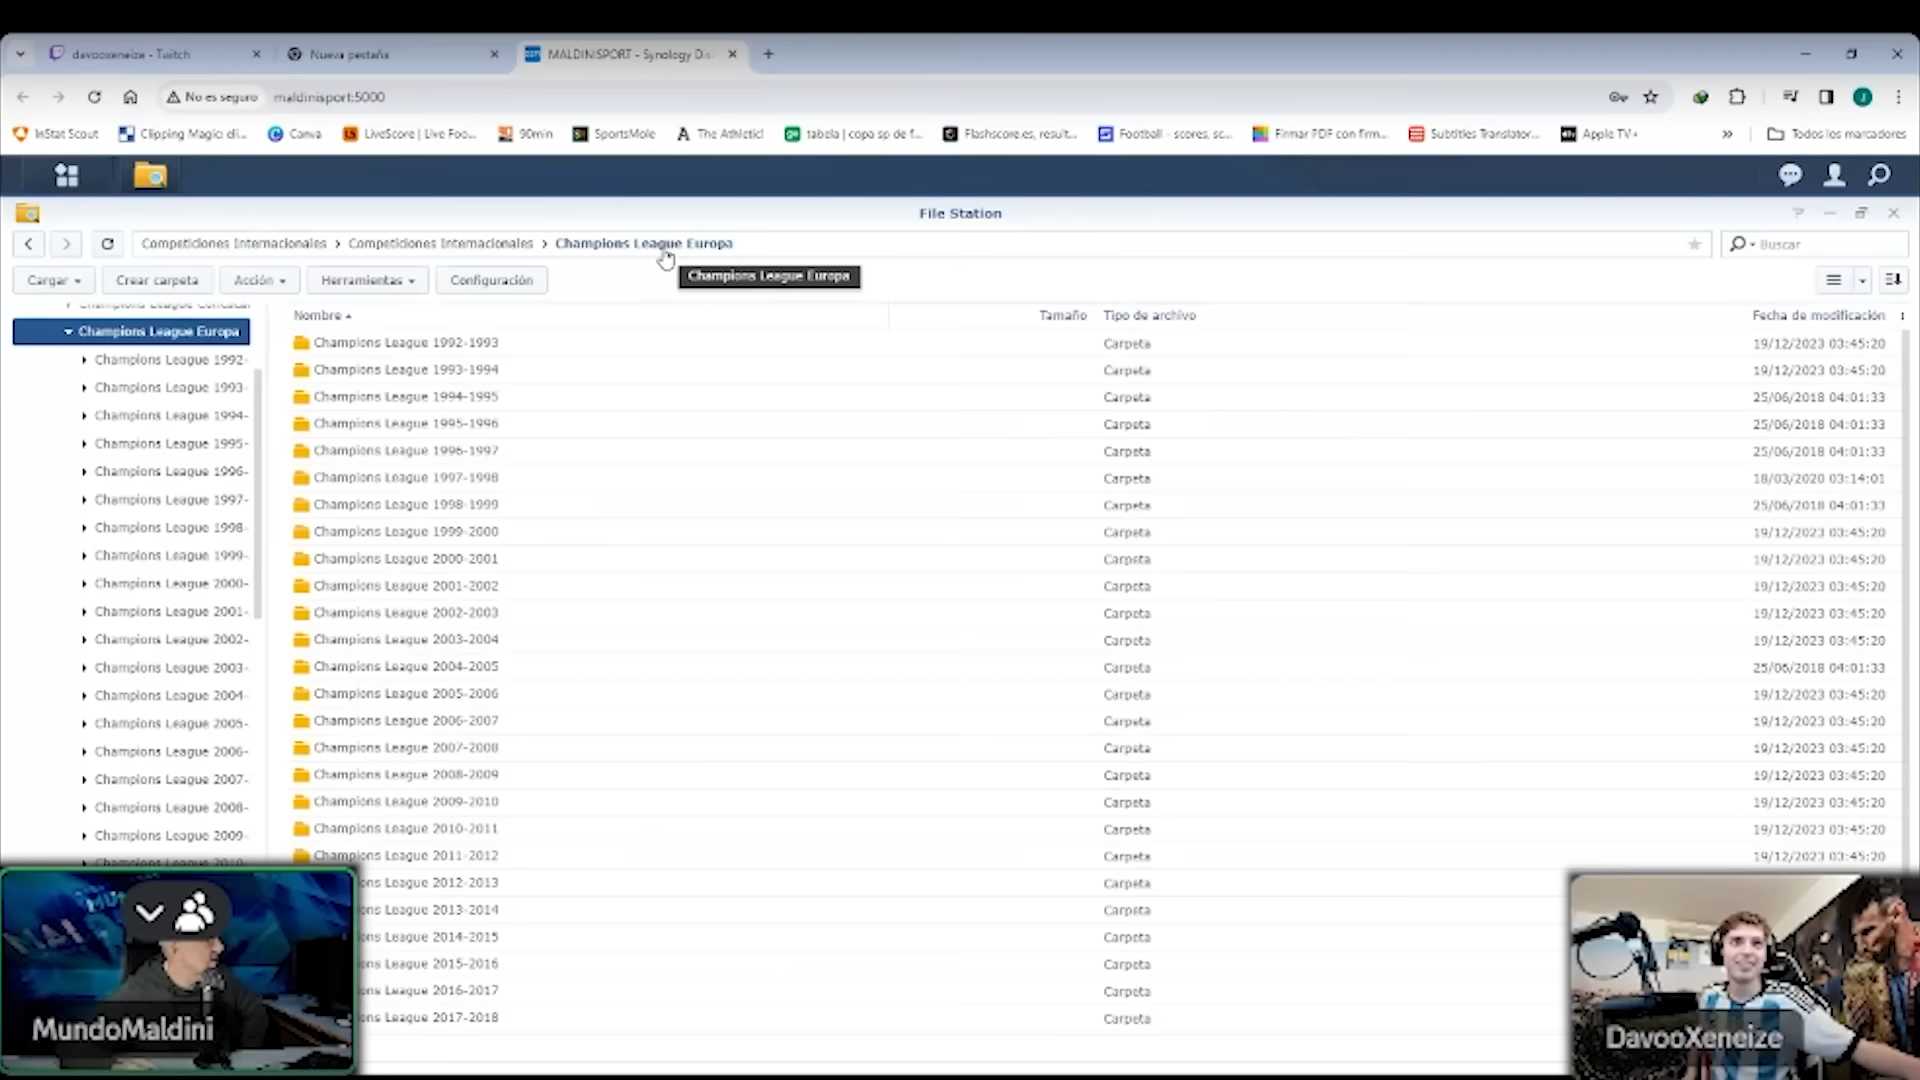 davooxeneize - Twitch
Nueva pestaña
MALDINISPORT - Synology Dis
No es seguro
maldinisport:5000
InStat Scout
Clipping Magic: eli...
Canva
LiveScore | Live Foo...
90min
SportsMole
The Athletic!
tabela | copa sp de f...
Flashscore.es, result...
Football - scores, sc...
Firmar PDF con firm...
Subtitles Translator...
Apple TV+
Todos los marcadores
File Station
Competiciones Internacionales > Competiciones Internacionales > Champions League Europa
Buscar
Champions League Europa
Cargar
Crear carpeta
Acción
Herramientas
Configuración
Champions League Europa
Champions League 1992-
Champions League 1993-
Champions League 1994-
Champions League 1995-
Champions League 1996-
Champions League 1997-
Champions League 1998-
Champions League 1999-
Champions League 2000-
Champions League 2001-
Champions League 2002-
Champions League 2003-
Champions League 2004-
Champions League 2005-
Champions League 2006-
Champions League 2007-
Champions League 2008-
Champions League 2009-
Nombre Tamaño Tipo de archivo Fecha de modificación
Champions League 1992-1993 Carpeta 19/12/2023 03:45:20
Champions League 1993-1994 Carpeta 19/12/2023 03:45:20
Champions League 1994-1995 Carpeta 25/06/2018 04:01:33
Champions League 1995-1996 Carpeta 25/06/2018 04:01:33
Champions League 1996-1997 Carpeta 25/06/2018 04:01:33
Champions League 1997-1998 Carpeta 18/03/2020 03:14:01
Champions League 1998-1999 Carpeta 25/06/2018 04:01:33
Champions League 1999-2000 Carpeta 19/12/2023 03:45:20
Champions League 2000-2001 Carpeta 19/12/2023 03:45:20
Champions League 2001-2002 Carpeta 19/12/2023 03:45:20
Champions League 2002-2003 Carpeta 19/12/2023 03:45:20
Champions League 2003-2004 Carpeta 19/12/2023 03:45:20
Champions League 2004-2005 Carpeta 25/06/2018 04:01:33
Champions League 2005-2006 Carpeta 19/12/2023 03:45:20
Champions League 2006-2007 Carpeta 19/12/2023 03:45:20
Champions League 2007-2008 Carpeta 19/12/2023 03:45:20
Champions League 2008-2009 Carpeta 19/12/2023 03:45:20
Champions League 2009-2010 Carpeta 19/12/2023 03:45:20
Champions League 2010-2011 Carpeta 19/12/2023 03:45:20
Champions League 2011-2012 Carpeta 19/12/2023 03:45:20
ons League 2012-2013 Carpeta
ons League 2013-2014 Carpeta
ons League 2014-2015 Carpeta
ons League 2015-2016 Carpeta
ons League 2016-2017 Carpeta
ons League 2017-2018 Carpeta
MundoMaldini
DavooXeneize